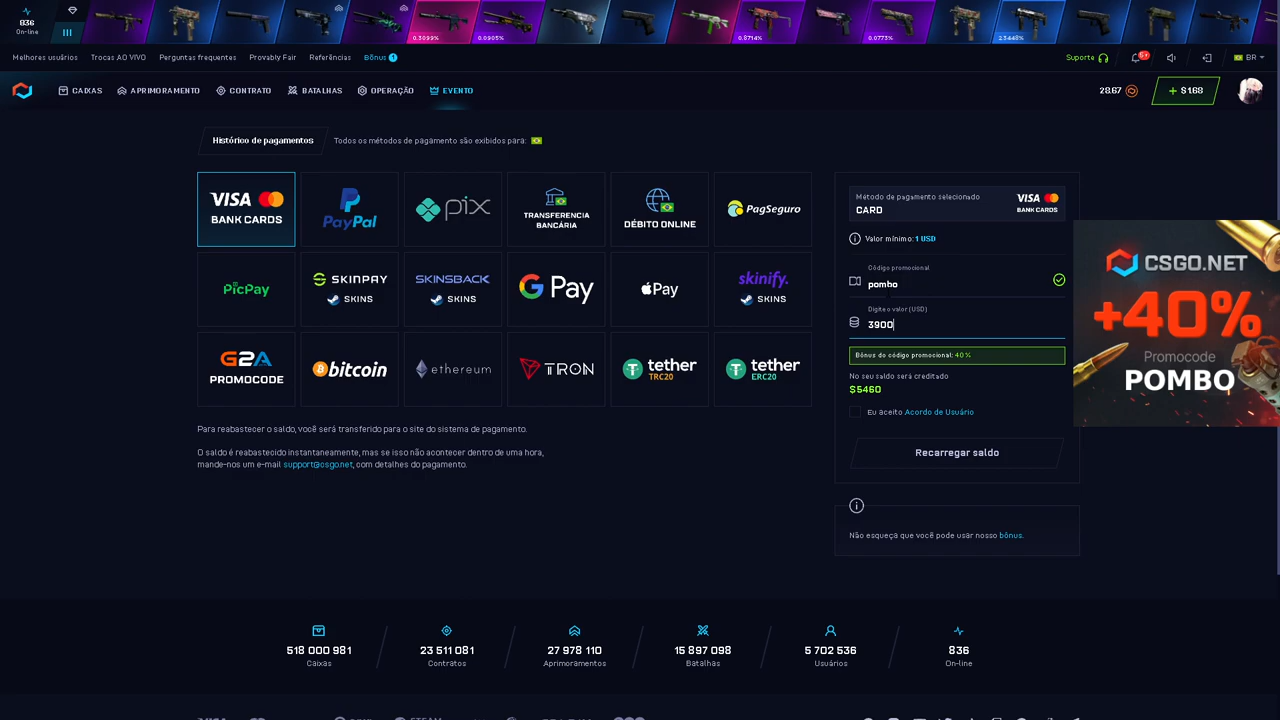 836
On-line
0.3099%
0.0905%
0.8714%
0.0773%
2.3448%
Melhores usuários
Trocas AO VIVO
Perguntas frequentes
Provably Fair
Referências
Bônus
Suporte
5+
BR
CAIXAS
APRIMORAMENTO
CONTRATO
BATALHAS
OPERAÇÃO
EVENTO
28.67
+ $ 1.68
Histórico de pagamentos
Todos os métodos de pagamento são exibidos para:
VISA
BANK CARDS
PayPal
pix
TRANSFERENCIA
BANCÁRIA
DÉBITO ONLINE
PagSeguro
PicPay
SKINPAY
SKINS
SKINSBACK
SKINS
G Pay
Pay
skinify.
SKINS
G2A
PROMOCODE
bitcoin
ethereum
TRON
tether
TRC20
tether
ERC20
Para reabastecer o saldo, você será transferido para o site do sistema de pagamento.
O saldo é reabastecido instantaneamente, mas se isso não acontecer dentro de uma hora,
mande-nos um e-mail support@csgo.net, com detalhes do pagamento.
Método de pagamento selecionado
CARD
VISA
BANK CARDS
Valor mínimo: 1 USD
Código promocional
pombo
Digite o valor (USD)
3900
Bônus do código promocional: 40%
No seu saldo será creditado
$5460
Eu aceito Acordo de Usuário
Recarregar saldo
Não esqueça que você pode usar nosso bônus.
CSGO.NET
+40%
Promocode
POMBO
518 000 981
Caixas
23 511 081
Contratos
27 978 110
Aprimoramentos
15 897 098
Batalhas
5 702 536
Usuários
836
On-line